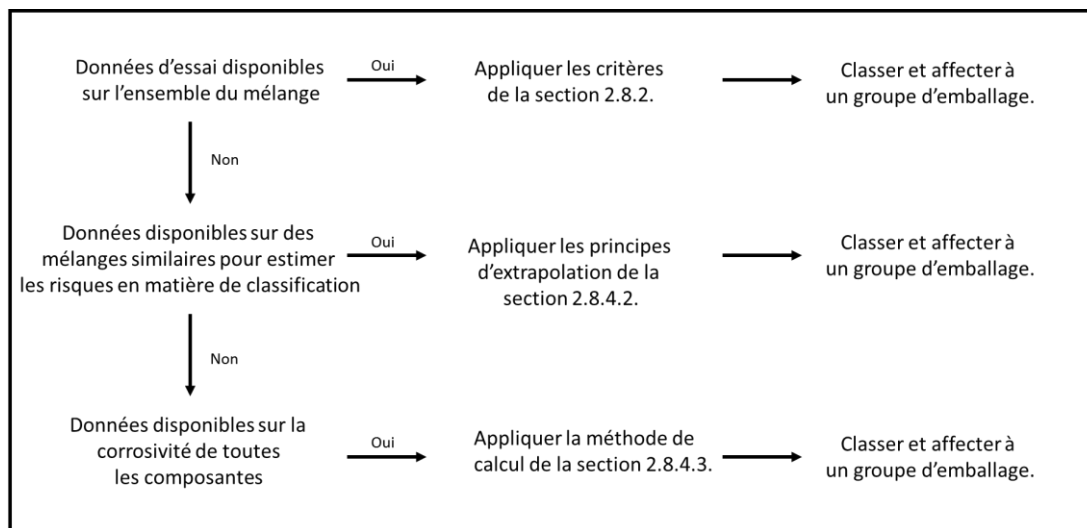 Données d’essai disponibles
sur l’ensemble du mélange
Oui
Appliquer les critères
de la section 2.8.2.
Classer et affecter à
un groupe d’emballage.
Non
Données disponibles sur des
mélanges similaires pour estimer
les risques en matière de classification
Oui
Appliquer les principes
d’extrapolation de la
section 2.8.4.2.
Classer et affecter à
un groupe d’emballage.
Non
Données disponibles sur la
corrosivité de toutes
les composantes
Oui
Appliquer la méthode de
calcul de la section 2.8.4.3.
Classer et affecter à
un groupe d’emballage.